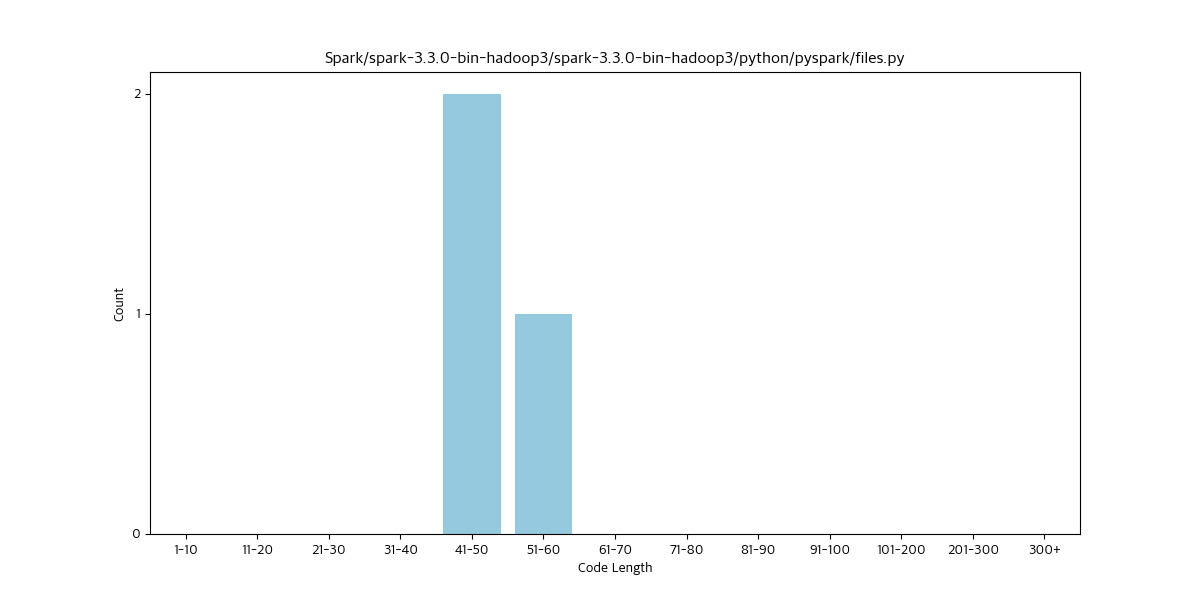 Spark/spark-3.3.0-bin-hadoop3/spark-3.3.0-bin-hadoop3/python/pyspark/files.py
2
1
0
Count
1-10 11-20 21-30 31-40 41-50 51-60 61-70 71-80 81-90 91-100 101-200 201-300 300+
Code Length